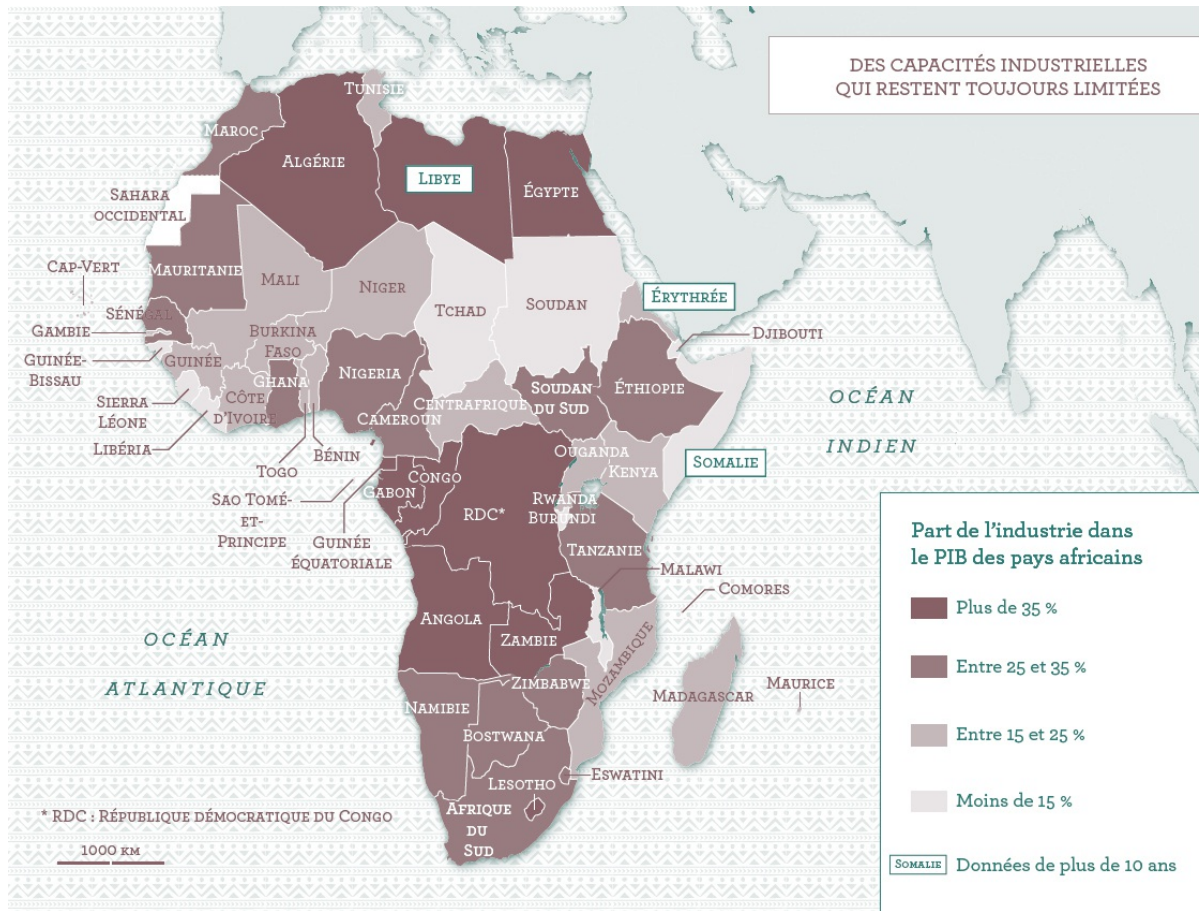 DES CAPACITÉS INDUSTRIELLES
QUI RESTENT TOUJOURS LIMITÉES
TUNISIE
MAROC
ALGÉRIE
LIBYE
ÉGYPTE
SAHARA
OCCIDENTAL
CAP-VERT
MAURITANIE
MALI
NIGER
TCHAD
SOUDAN
ÉRYTHRÉE
SÉNÉGAL
GAMBIE
GUINÉE-
BISSAU
GUINÉE
BURKINA
FASO
DJIBOUTI
SIERRA
LÉONE
LIBÉRIA
CÔTE
D'IVOIRE
GHANA
TOGO
BÉNIN
NIGERIA
CAMEROUN
CENTRAFRIQUE
SOUDAN
DU SUD
ÉTHIOPIE
SOMALIE
OCÉAN
INDIEN
SAO TOMÉ-
ET-
PRINCIPE
GUINÉE
ÉQUATORIALE
GABON
CONGO
RDC*
OUGANDA
KENYA
RWANDA
BURUNDI
TANZANIE
MALAWI
COMORES
OCÉAN
ATLANTIQUE
ANGOLA
ZAMBIE
MOZAMBIQUE
ZIMBABWE
MADAGASCAR
MAURICE
NAMIBIE
BOSTWANA
ESWATINI
LESOTHO
AFRIQUE
DU
SUD
* RDC : RÉPUBLIQUE DÉMOCRATIQUE DU CONGO
1000 KM
Part de l'industrie dans
le PIB des pays africains
Plus de 35 %
Entre 25 et 35 %
Entre 15 et 25 %
Moins de 15 %
SOMALIE Données de plus de 10 ans